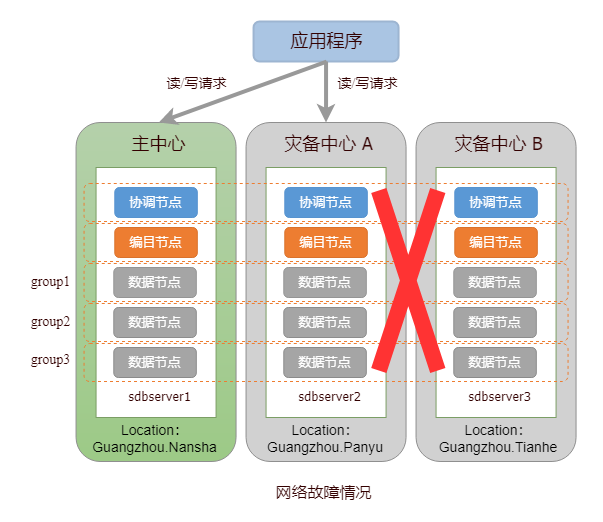 应用程序
读/写请求
读/写请求
主中心
灾备中心 A
灾备中心 B
协调节点
协调节点
协调节点
编目节点
编目节点
编目节点
group1
数据节点
数据节点
数据节点
group2
数据节点
数据节点
数据节点
group3
数据节点
数据节点
数据节点
sdbserver1
sdbserver2
sdbserver3
Location：
Guangzhou.Nansha
Location：
Guangzhou.Panyu
Location：
Guangzhou.Tianhe
网络故障情况